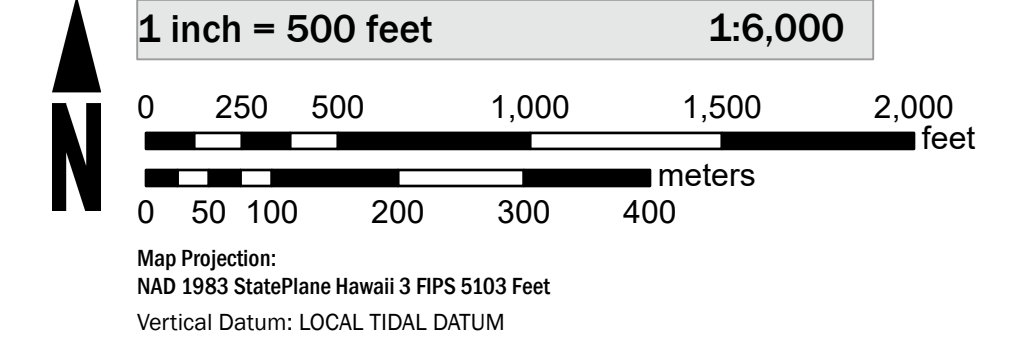 1 inch = 500 feet 1:6,000
0 250 500 1,000 1,500 2,000
feet
meters
0 50 100 200 300 400
N
Map Projection:
NAD 1983 StatePlane Hawaii 3 FIPS 5103 Feet
Vertical Datum: LOCAL TIDAL DATUM